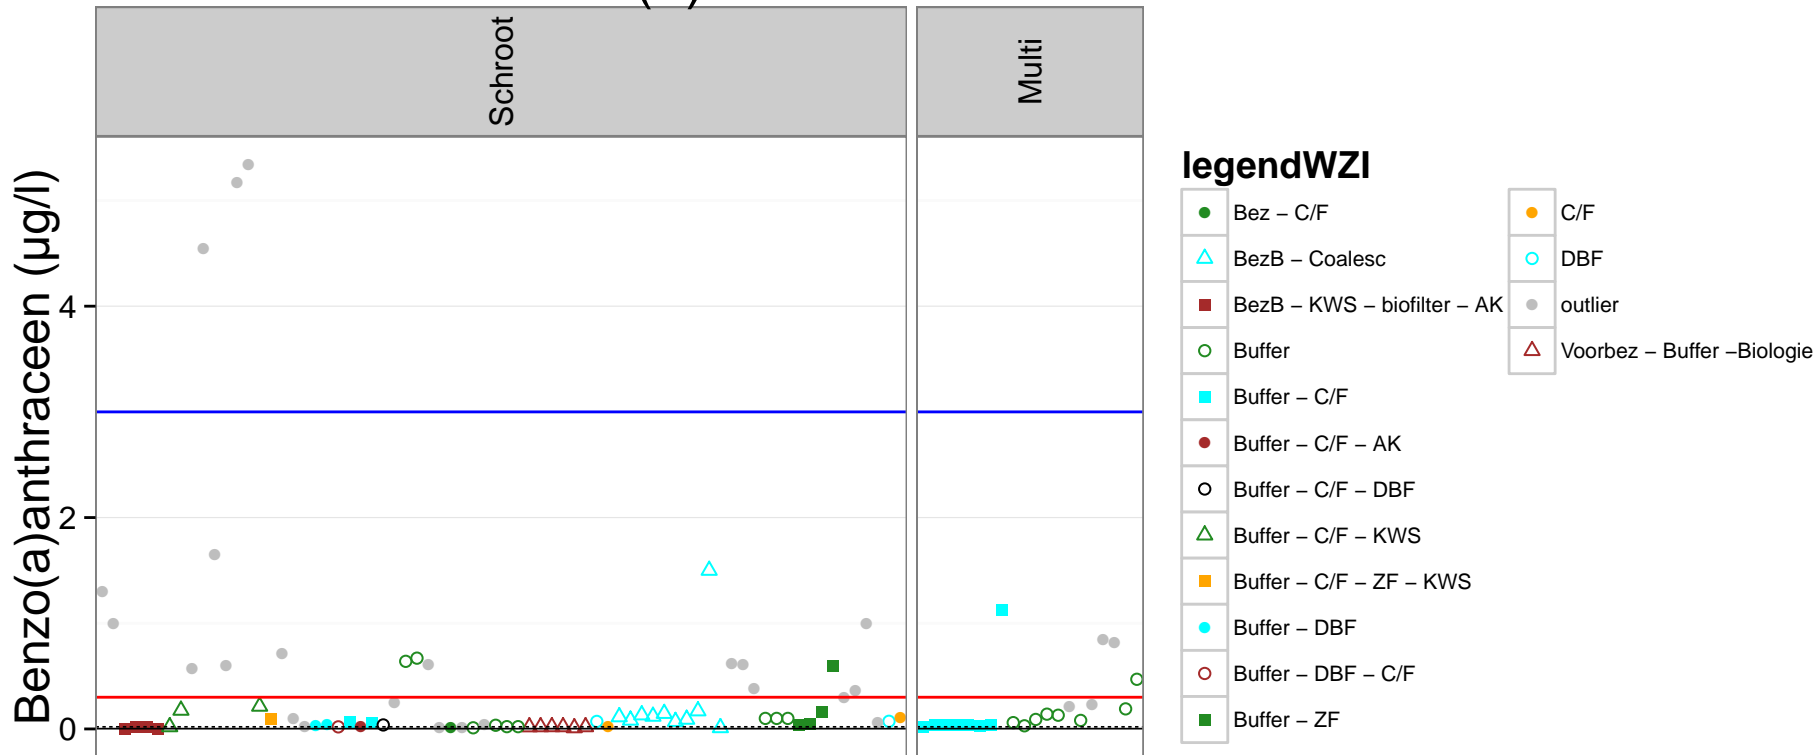 Schroot
Multi
Benzo(a)anthraceen (µg/l)
4
2
0
legendWZI
Bez – C/F
BezB – Coalesc
BezB – KWS – biofilter – AK
Buffer
Buffer – C/F
Buffer – C/F – AK
Buffer – C/F – DBF
Buffer – C/F – KWS
Buffer – C/F – ZF – KWS
Buffer – DBF
Buffer – DBF – C/F
Buffer – ZF
C/F
DBF
outlier
Voorbez – Buffer –Biologie